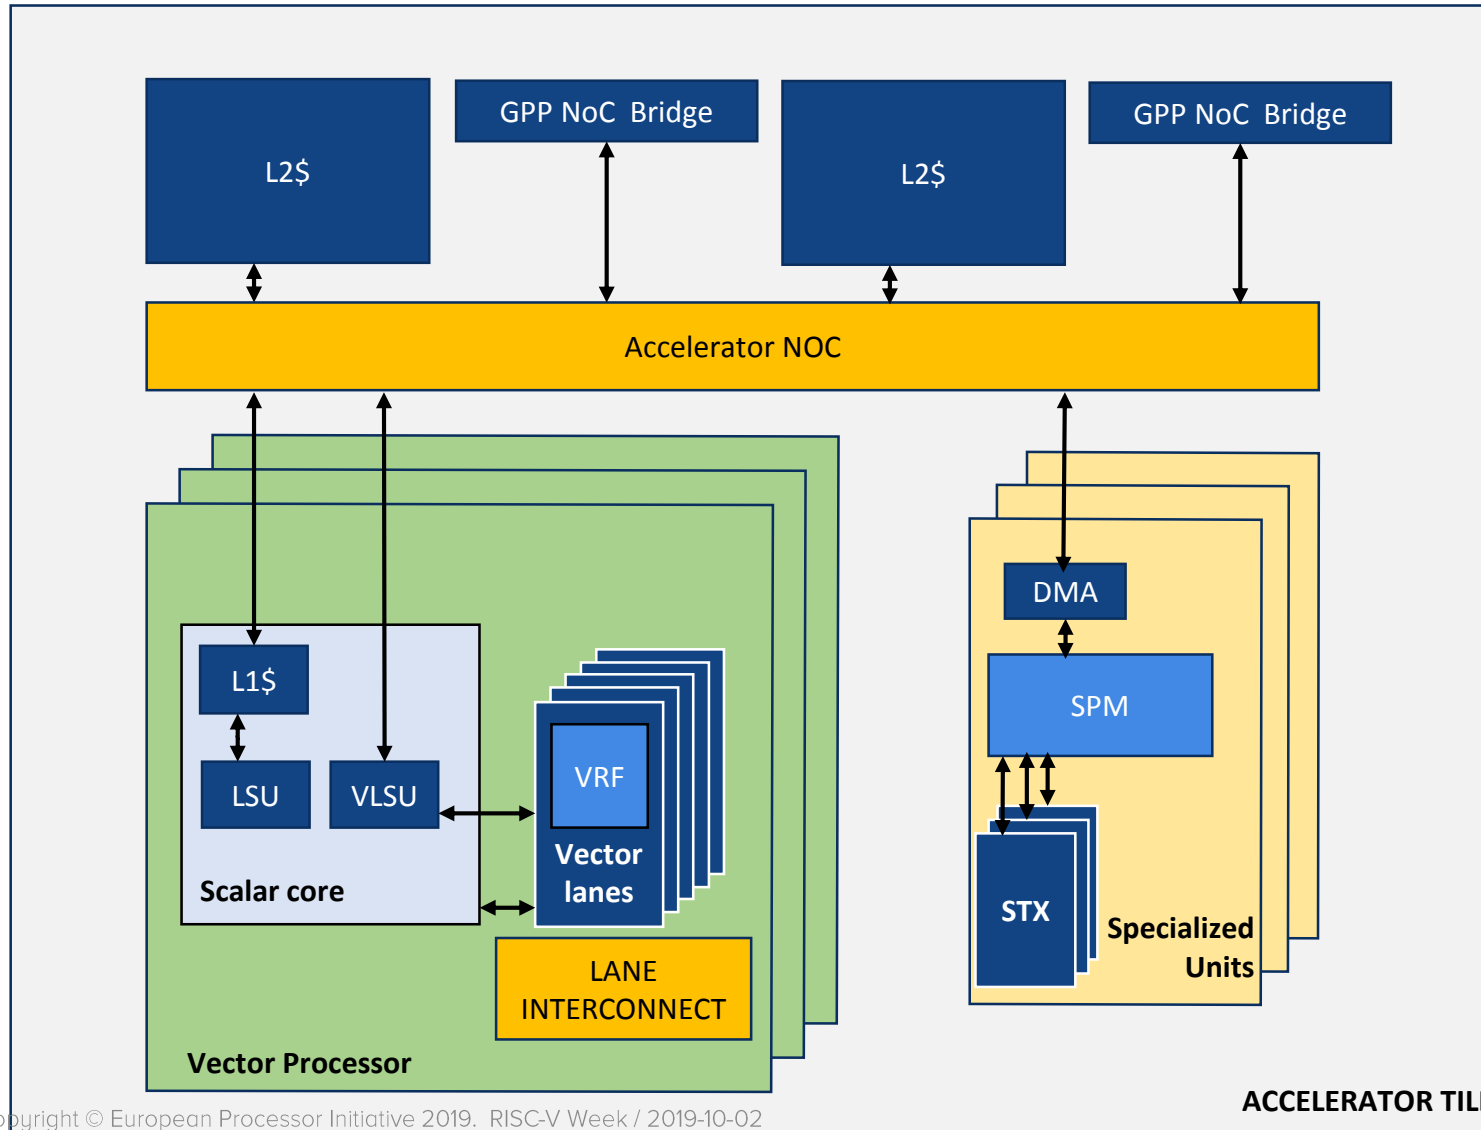 L2$
GPP NoC Bridge
L2$
GPP NoC Bridge
Accelerator NOC
L1$
LSU
VLSU
Scalar core
VRF
Vector
lanes
LANE
INTERCONNECT
Vector Processor
DMA
SPM
STX
Specialized
Units
ACCELERATOR TIL
opyright © European Processor Initiative 2019. RISC-V Week / 2019-10-02